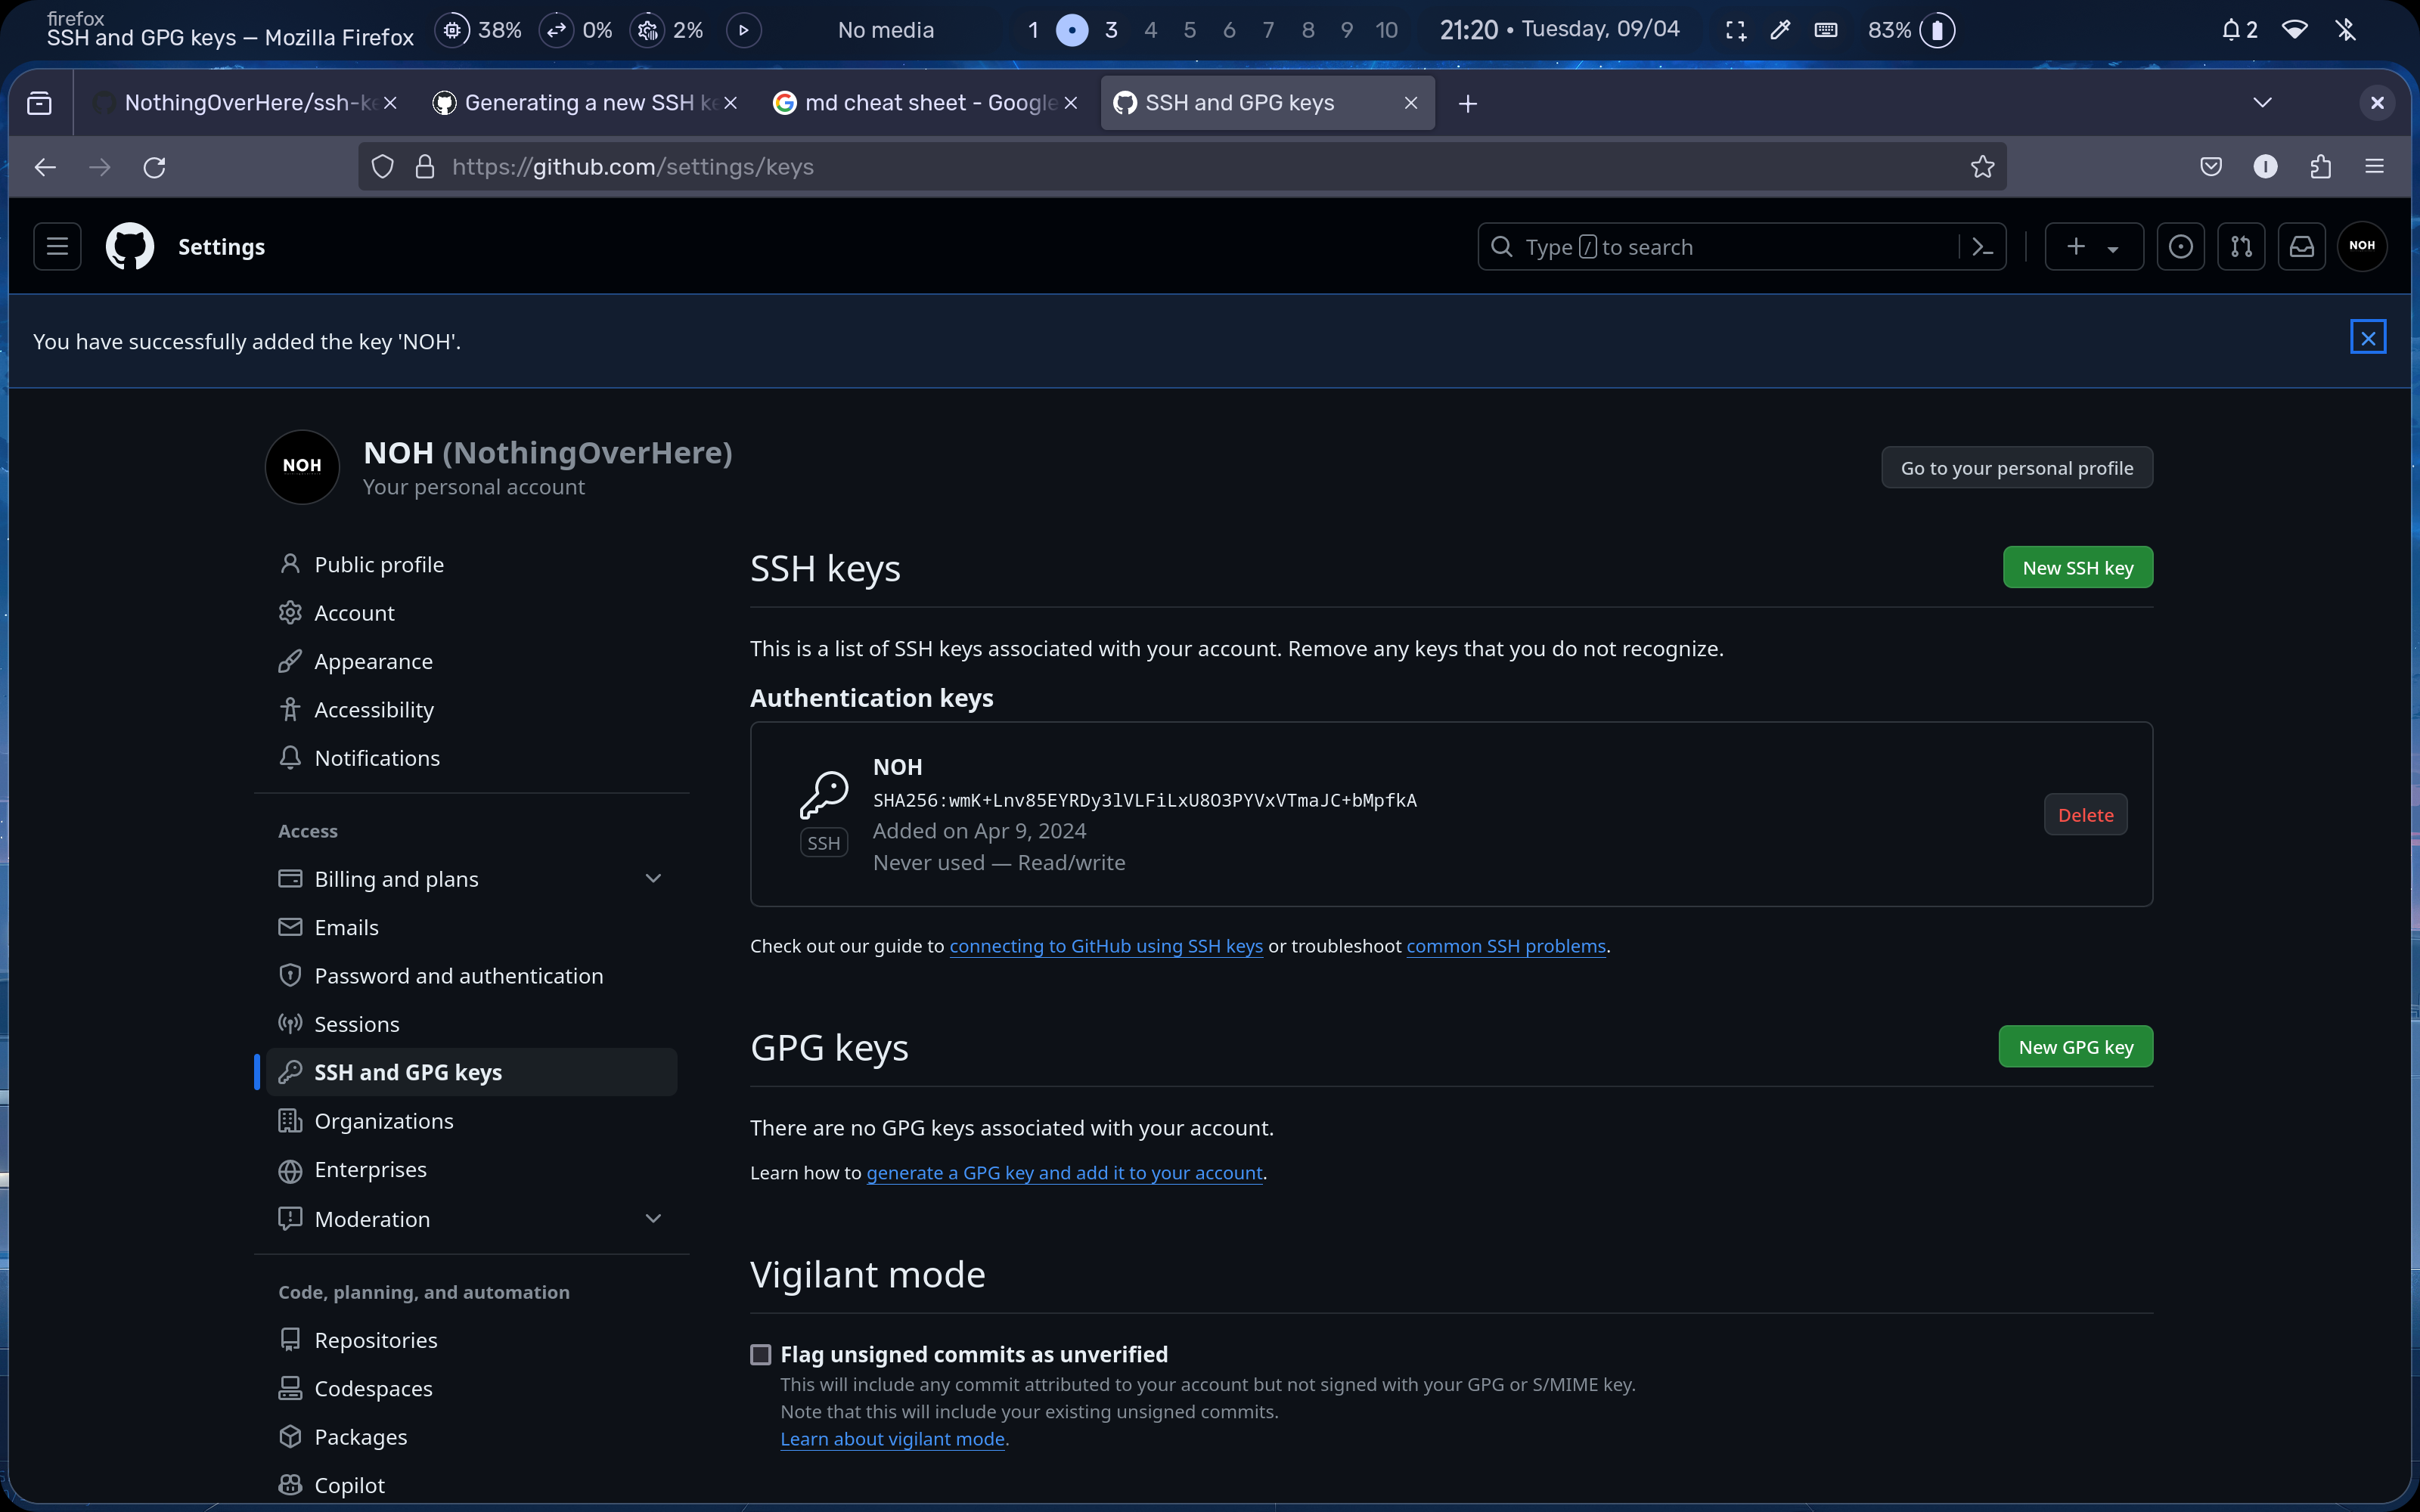 firefox
SSH and GPG keys — Mozilla Firefox
38%
0%
2%
No media
1 3 4 5 6 7 8 9 10
21:20 • Tuesday, 09/04
83%
2
NothingOverHere/ssh-ke
Generating a new SSH ke
md cheat sheet - Google
SSH and GPG keys
https://github.com/settings/keys
Settings
Type / to search
NOH
You have successfully added the key 'NOH'.
NOH
NOH (NothingOverHere)
Your personal account
Go to your personal profile
Public profile
Account
Appearance
Accessibility
Notifications
Access
Billing and plans
Emails
Password and authentication
Sessions
SSH and GPG keys
Organizations
Enterprises
Moderation
Code, planning, and automation
Repositories
Codespaces
Packages
Copilot
SSH keys
New SSH key
This is a list of SSH keys associated with your account. Remove any keys that you do not recognize.
Authentication keys
NOH
SHA256:wmK+Lnv85EYRDy3lVLFiLxU8O3PYVxVTmaJC+bMpfkA
Added on Apr 9, 2024
Never used — Read/write
SSH
Delete
Check out our guide to connecting to GitHub using SSH keys or troubleshoot common SSH problems.
GPG keys
New GPG key
There are no GPG keys associated with your account.
Learn how to generate a GPG key and add it to your account.
Vigilant mode
Flag unsigned commits as unverified
This will include any commit attributed to your account but not signed with your GPG or S/MIME key.
Note that this will include your existing unsigned commits.
Learn about vigilant mode.